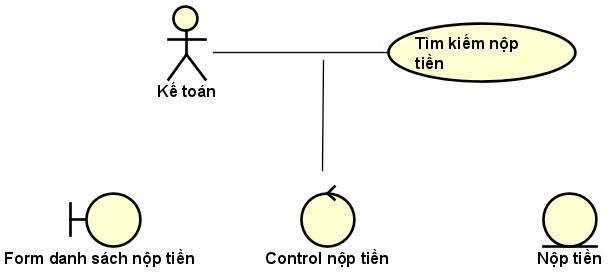 Tìm kiếm nộp
tiền
Kế toán
Form danh sách nộp tiền
Control nộp tiền
Nộp tiền